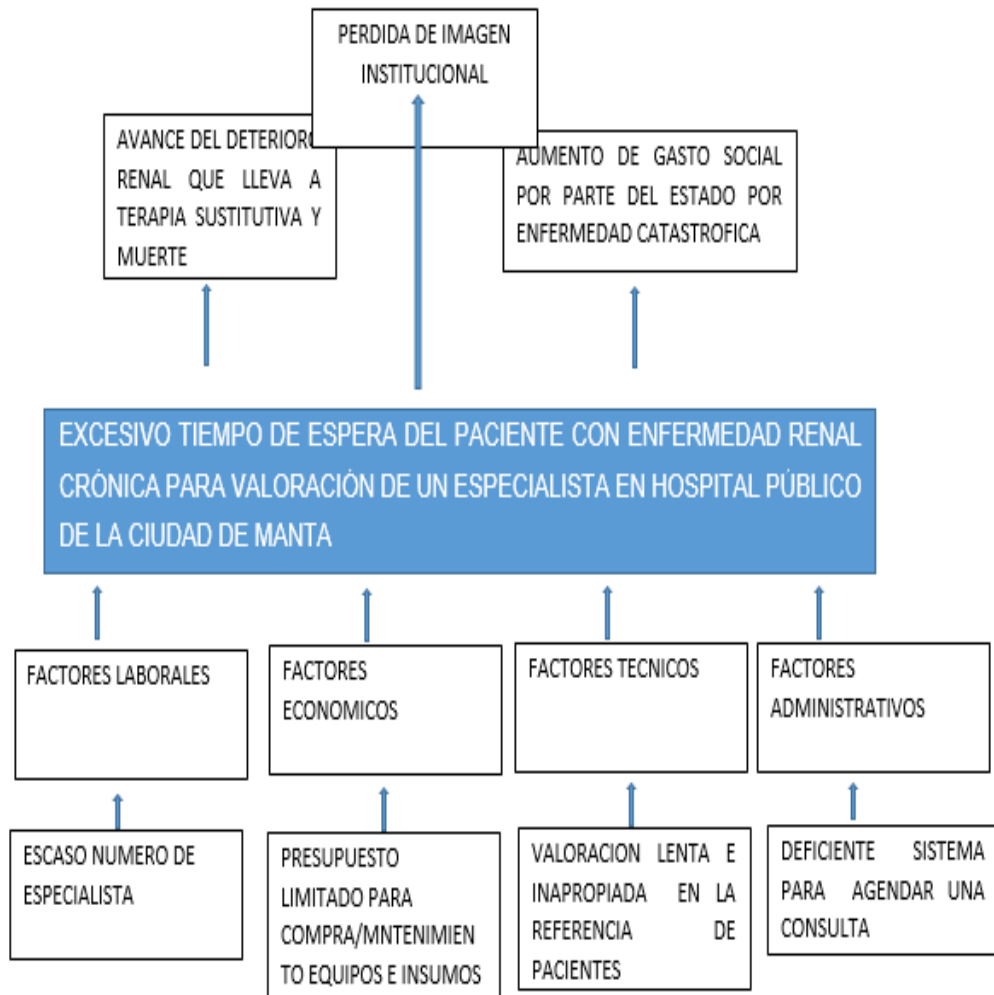 PERDIDA DE IMAGEN
INSTITUCIONAL
AVANCE DEL DETERIORO
RENAL QUE LLEVA A
TERAPIA SUSTITUTIVA Y
MUERTE
AUMENTO DE GASTO SOCIAL
POR PARTE DEL ESTADO POR
ENFERMEDAD CATASTROFICA
EXCESIVO TIEMPO DE ESPERA DEL PACIENTE CON ENFERMEDAD RENAL
CRÓNICA PARA VALORACIÓN DE UN ESPECIALISTA EN HOSPITAL PÚBLICO
DE LA CIUDAD DE MANTA
FACTORES LABORALES
FACTORES
ECONOMICOS
FACTORES TECNICOS
FACTORES
ADMINISTRATIVOS
ESCASO NUMERO DE
ESPECIALISTA
PRESUPUESTO
LIMITADO PARA
COMPRA/MNTENIMIEN
TO EQUIPOS E INSUMOS
VALORACION LENTA E
INAPROPIADA EN LA
REFERENCIA DE
PACIENTES
DEFICIENTE SISTEMA
PARA AGENDAR UNA
CONSULTA